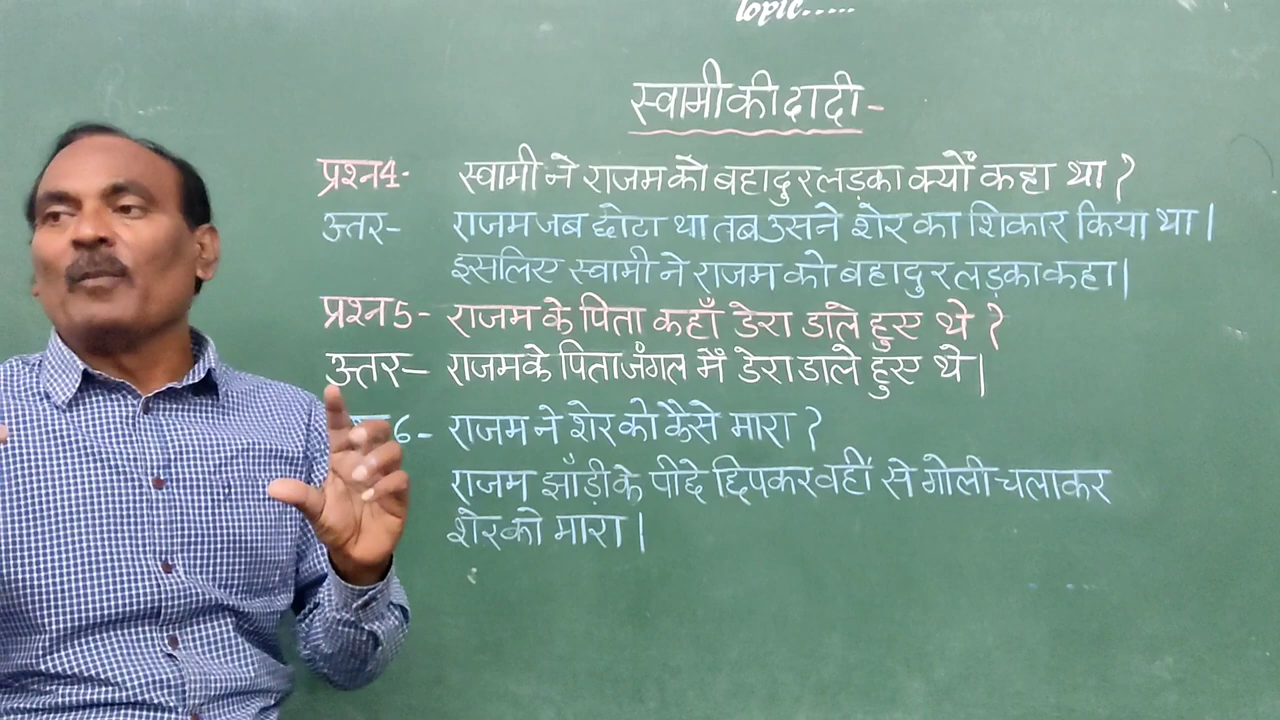 Topic.....
स्वामी की दादी-
प्रश्न4- स्वामी ने राजम को बहादुर लड़का क्यों कहा था ?
उत्तर- राजम जब छोटा था तब उसने शेर का शिकार किया था।
इसलिए स्वामी ने राजम को बहादुर लड़का कहा।
प्रश्न5- राजम के पिता कहाँ डेरा डाले हुए थे ?
उत्तर- राजम के पिता जंगल में डेरा डाले हुए थे।
6- राजम ने शेर को कैसे मारा ?
राजम झाँड़ी के पीछे छिपकर वहीं से गोली चलाकर
शेर को मारा।